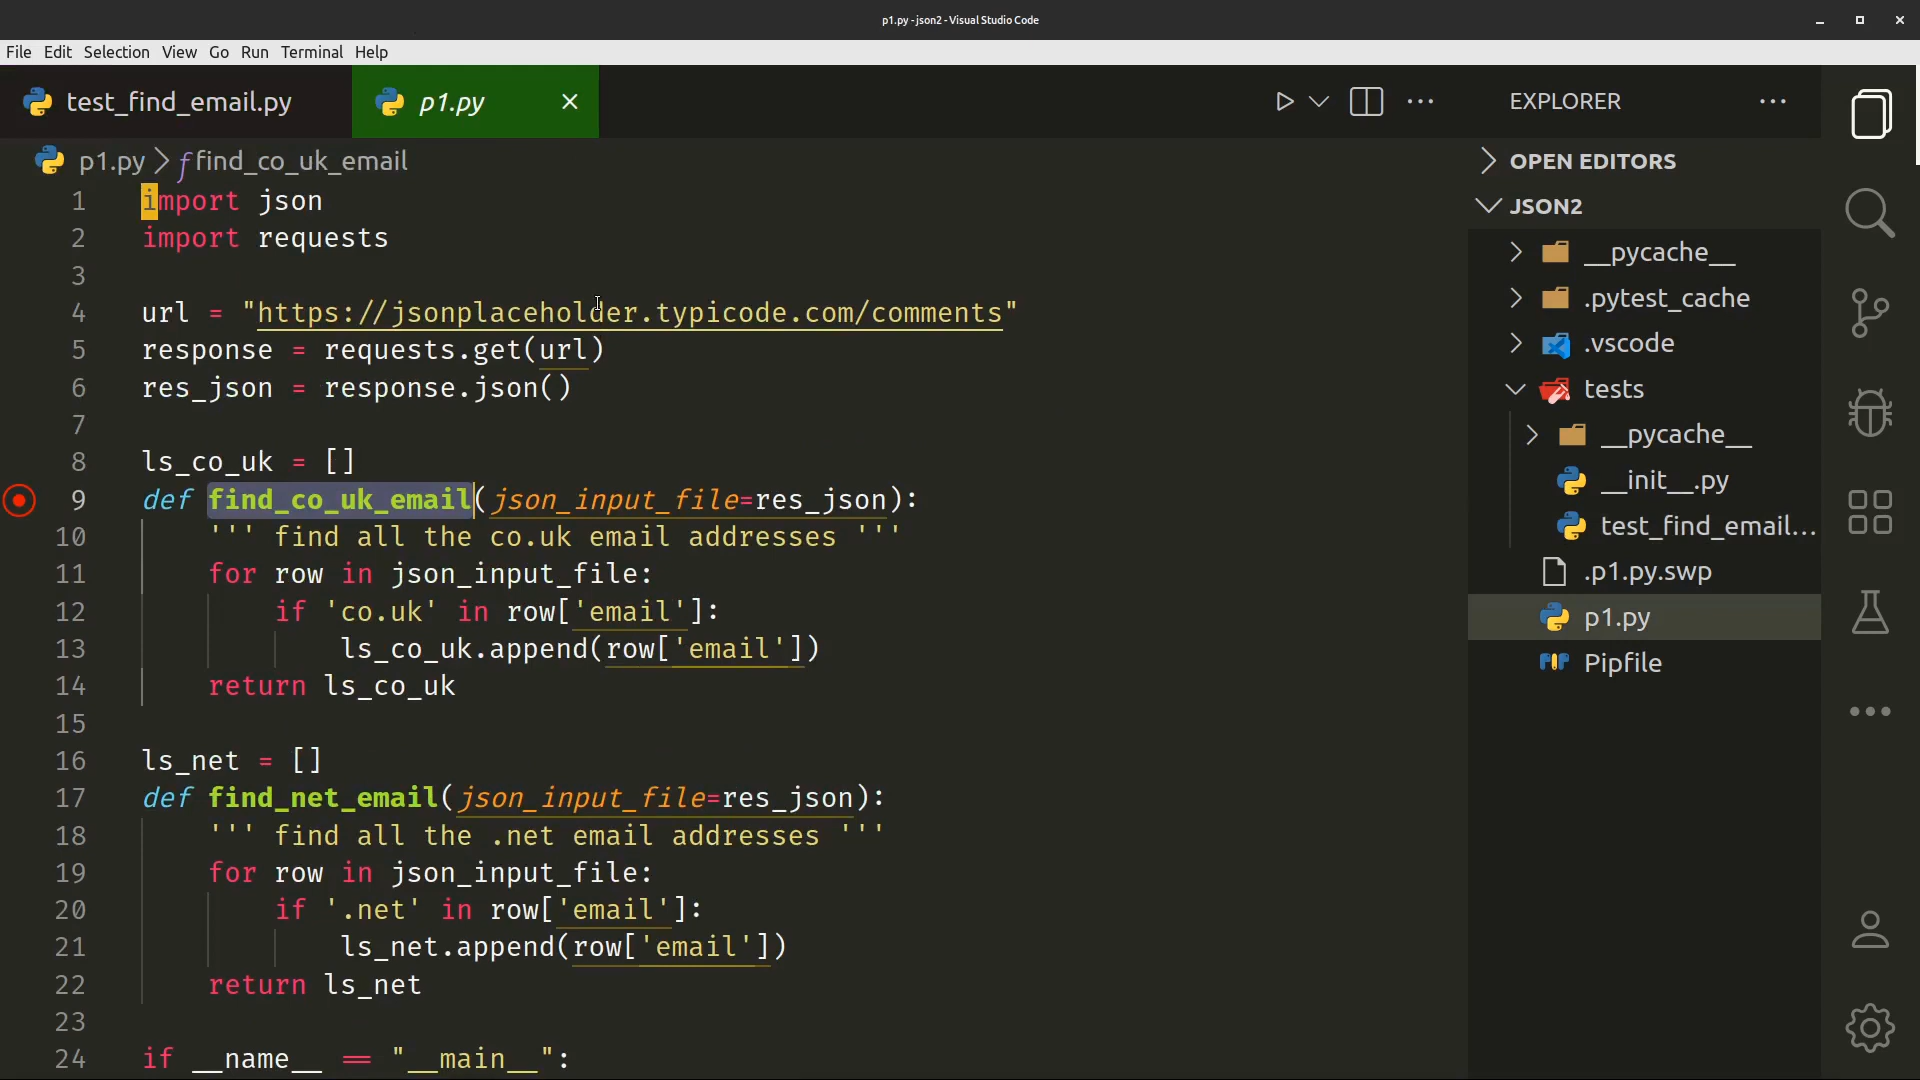 p1.py - json2 - Visual Studio Code
File Edit Selection View Go Run Terminal Help
test_find_email.py p1.py EXPLORER
p1.py > find_co_uk_email
1 import json
2 import requests
3
4 url = "https://jsonplaceholder.typicode.com/comments"
5 response = requests.get(url)
6 res_json = response.json()
7
8 ls_co_uk = []
9 def find_co_uk_email(json_input_file=res_json):
10 ''' find all the co.uk email addresses '''
11 for row in json_input_file:
12 if 'co.uk' in row['email']:
13 ls_co_uk.append(row['email'])
14 return ls_co_uk
15
16 ls_net = []
17 def find_net_email(json_input_file=res_json):
18 ''' find all the .net email addresses '''
19 for row in json_input_file:
20 if '.net' in row['email']:
21 ls_net.append(row['email'])
22 return ls_net
23
24 if __name__ == "__main__":
OPEN EDITORS
JSON2
__pycache__
.pytest_cache
.vscode
tests
__pycache__
__init__.py
test_find_email...
.p1.py.swp
p1.py
Pipfile